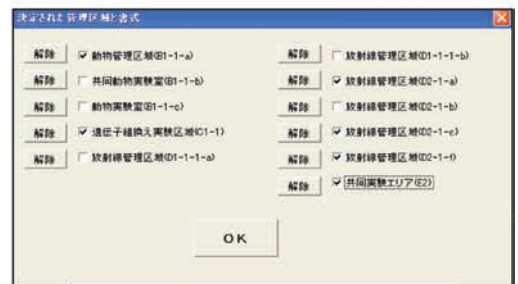 決定された管理区域と書式
解除 動物管理区域(B1-1-a)
解除 共同動物実験室(B1-1-b)
解除 動物実験室(B1-1-c)
解除 遺伝子組換え実験区域(C1-1)
解除 放射線管理区域(D1-1-1-a)
解除 放射線管理区域(D1-1-1-b)
解除 放射線管理区域(D2-1-a)
解除 放射線管理区域(D2-1-b)
解除 放射線管理区域(D2-1-e)
解除 放射線管理区域(D2-1-f)
解除 共同実験エリア(E2)
OK